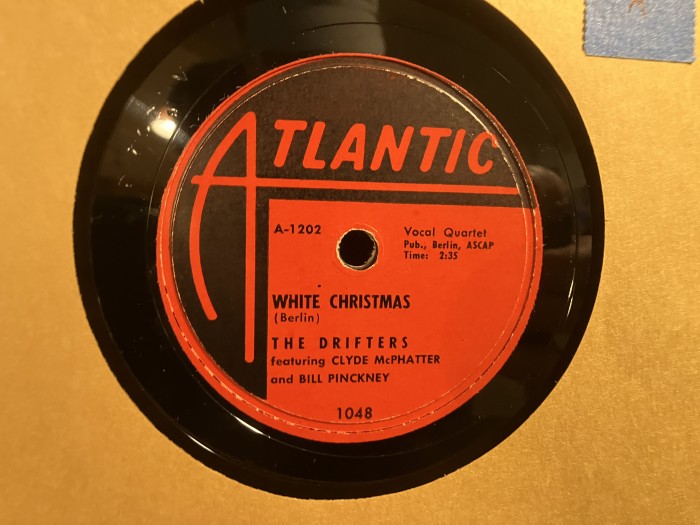 ATLANTIC
A-1202
Vocal Quartet
Pub., Berlin, ASCAP
Time: 2:35
WHITE CHRISTMAS
(Berlin)
THE DRIFTERS
featuring CLYDE McPHATTER
and BILL PINCKNEY
1048